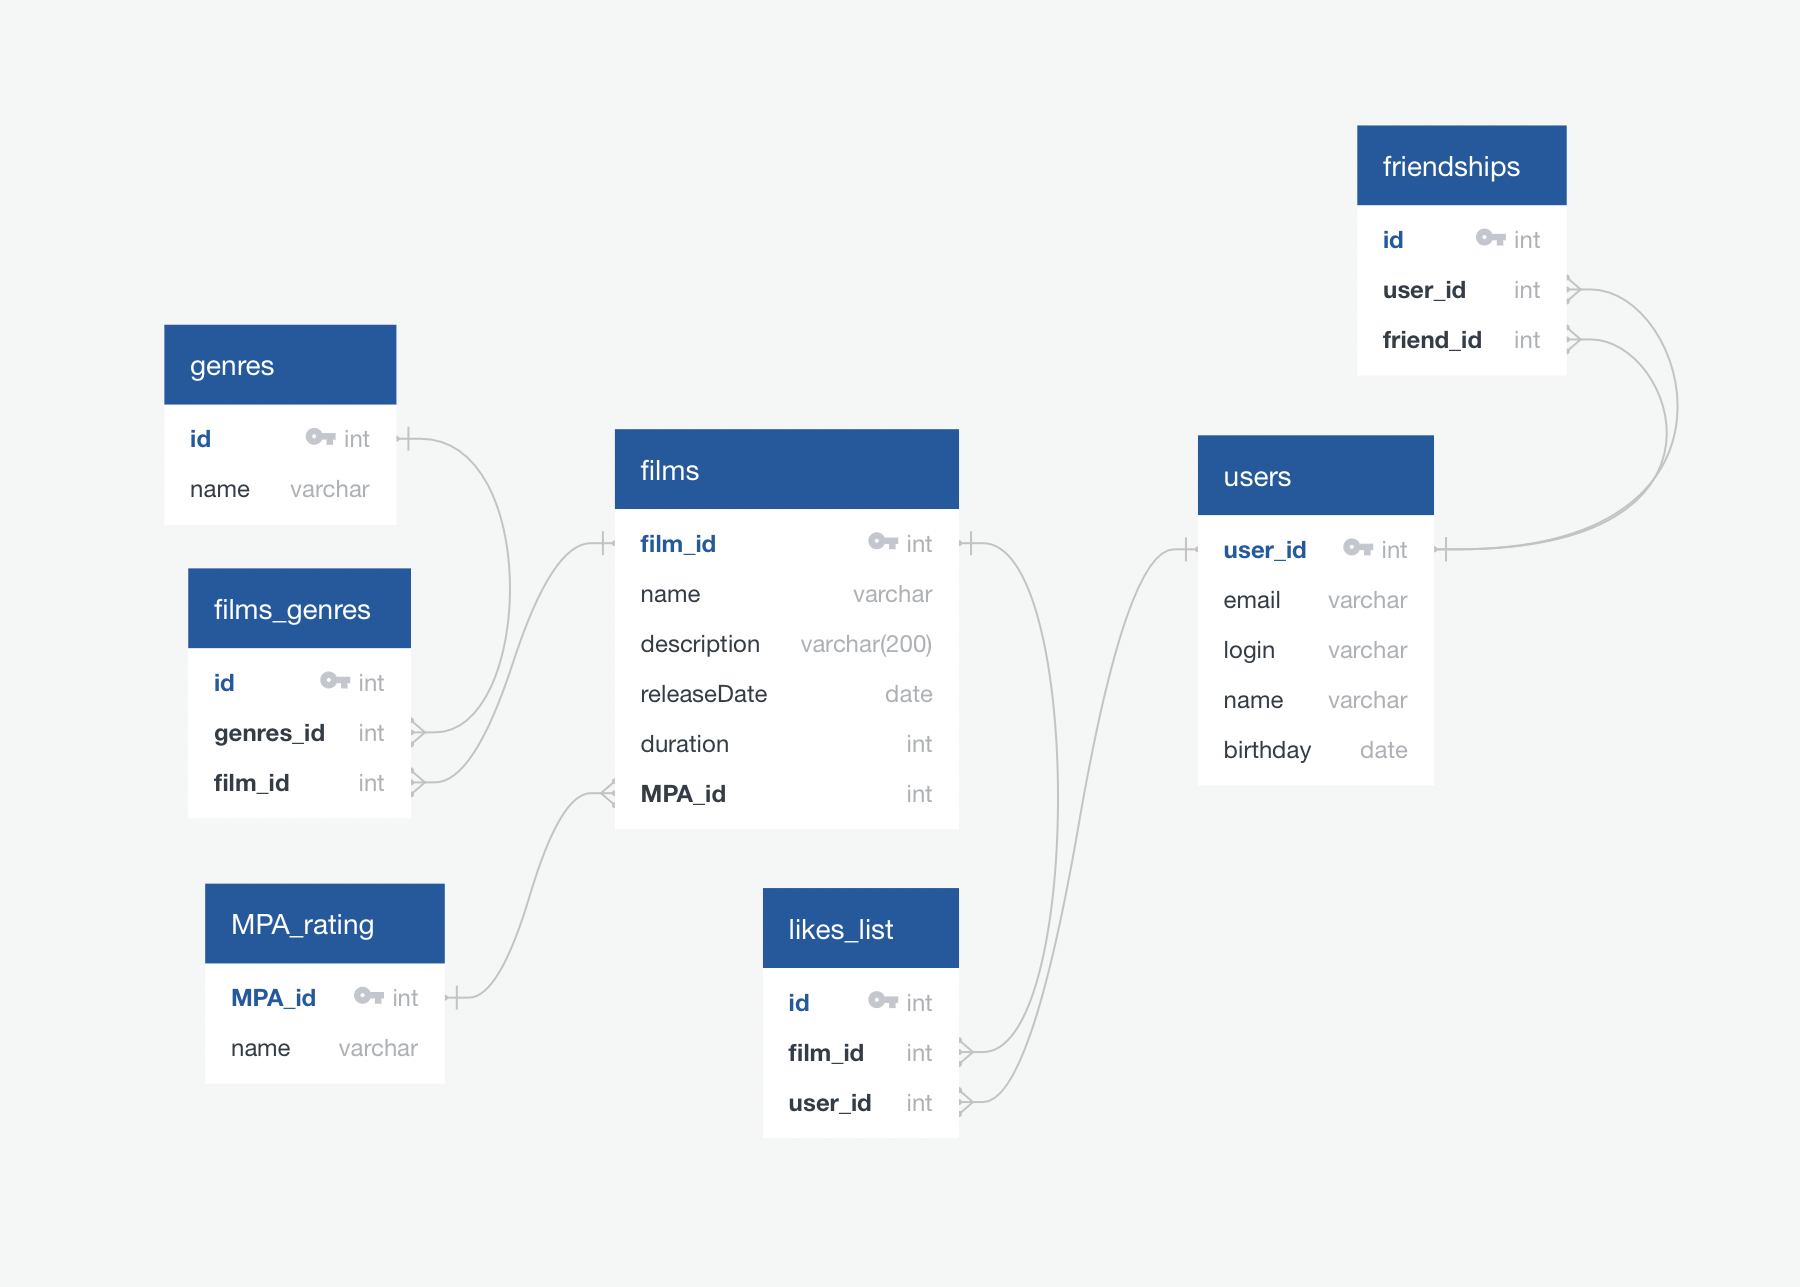 friendships
id int
user_id int
friend_id int
genres
id int
name varchar
films
film_id int
name varchar
description varchar(200)
releaseDate date
duration int
MPA_id int
users
user_id int
email varchar
login varchar
name varchar
birthday date
films_genres
id int
genres_id int
film_id int
MPA_rating
MPA_id int
name varchar
likes_list
id int
film_id int
user_id int